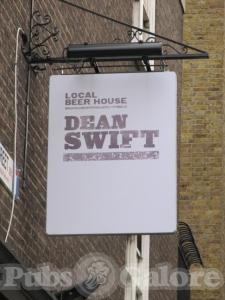 LOCAL
BEER HOUSE
DEAN
SWIFT
Pubs Galore